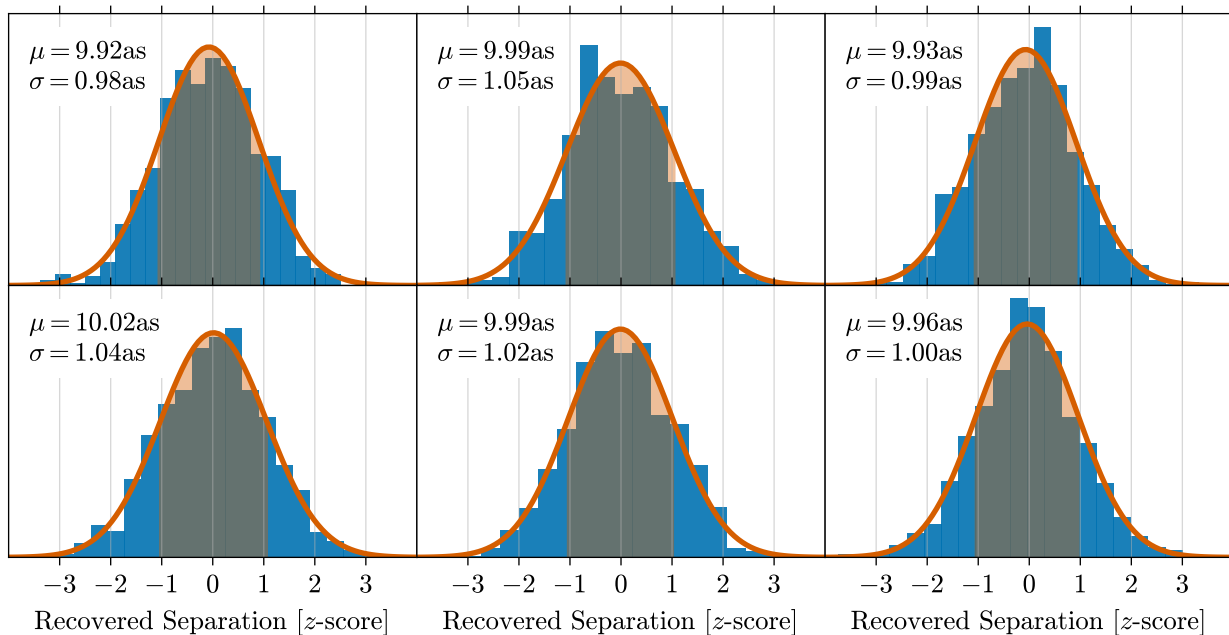 μ = 9.92as
σ = 0.98as
μ = 9.99as
σ = 1.05as
μ = 9.93as
σ = 0.99as
μ = 10.02as
σ = 1.04as
μ = 9.99as
σ = 1.02as
μ = 9.96as
σ = 1.00as
−3 −2 −1 0 1 2 3
−3 −2 −1 0 1 2 3
−3 −2 −1 0 1 2 3
Recovered Separation [z-score]
Recovered Separation [z-score]
Recovered Separation [z-score]